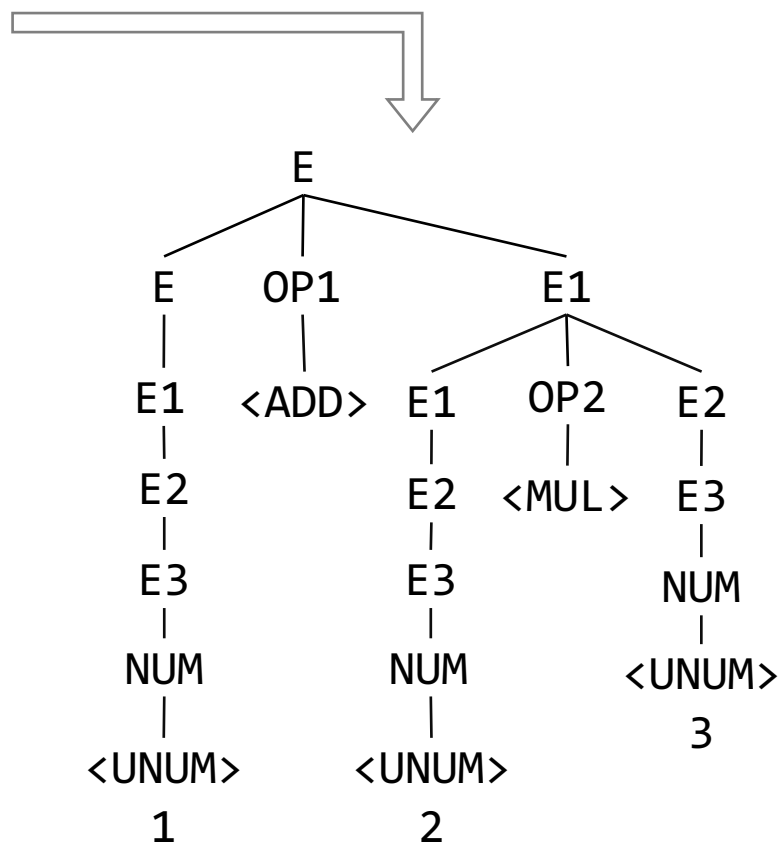 E
E OP1 E1
E1 <ADD> E1 OP2 E2
E2 E2 <MUL> E3
E3 E3 NUM
NUM NUM <UNUM>
3
<UNUM> <UNUM>
1 2